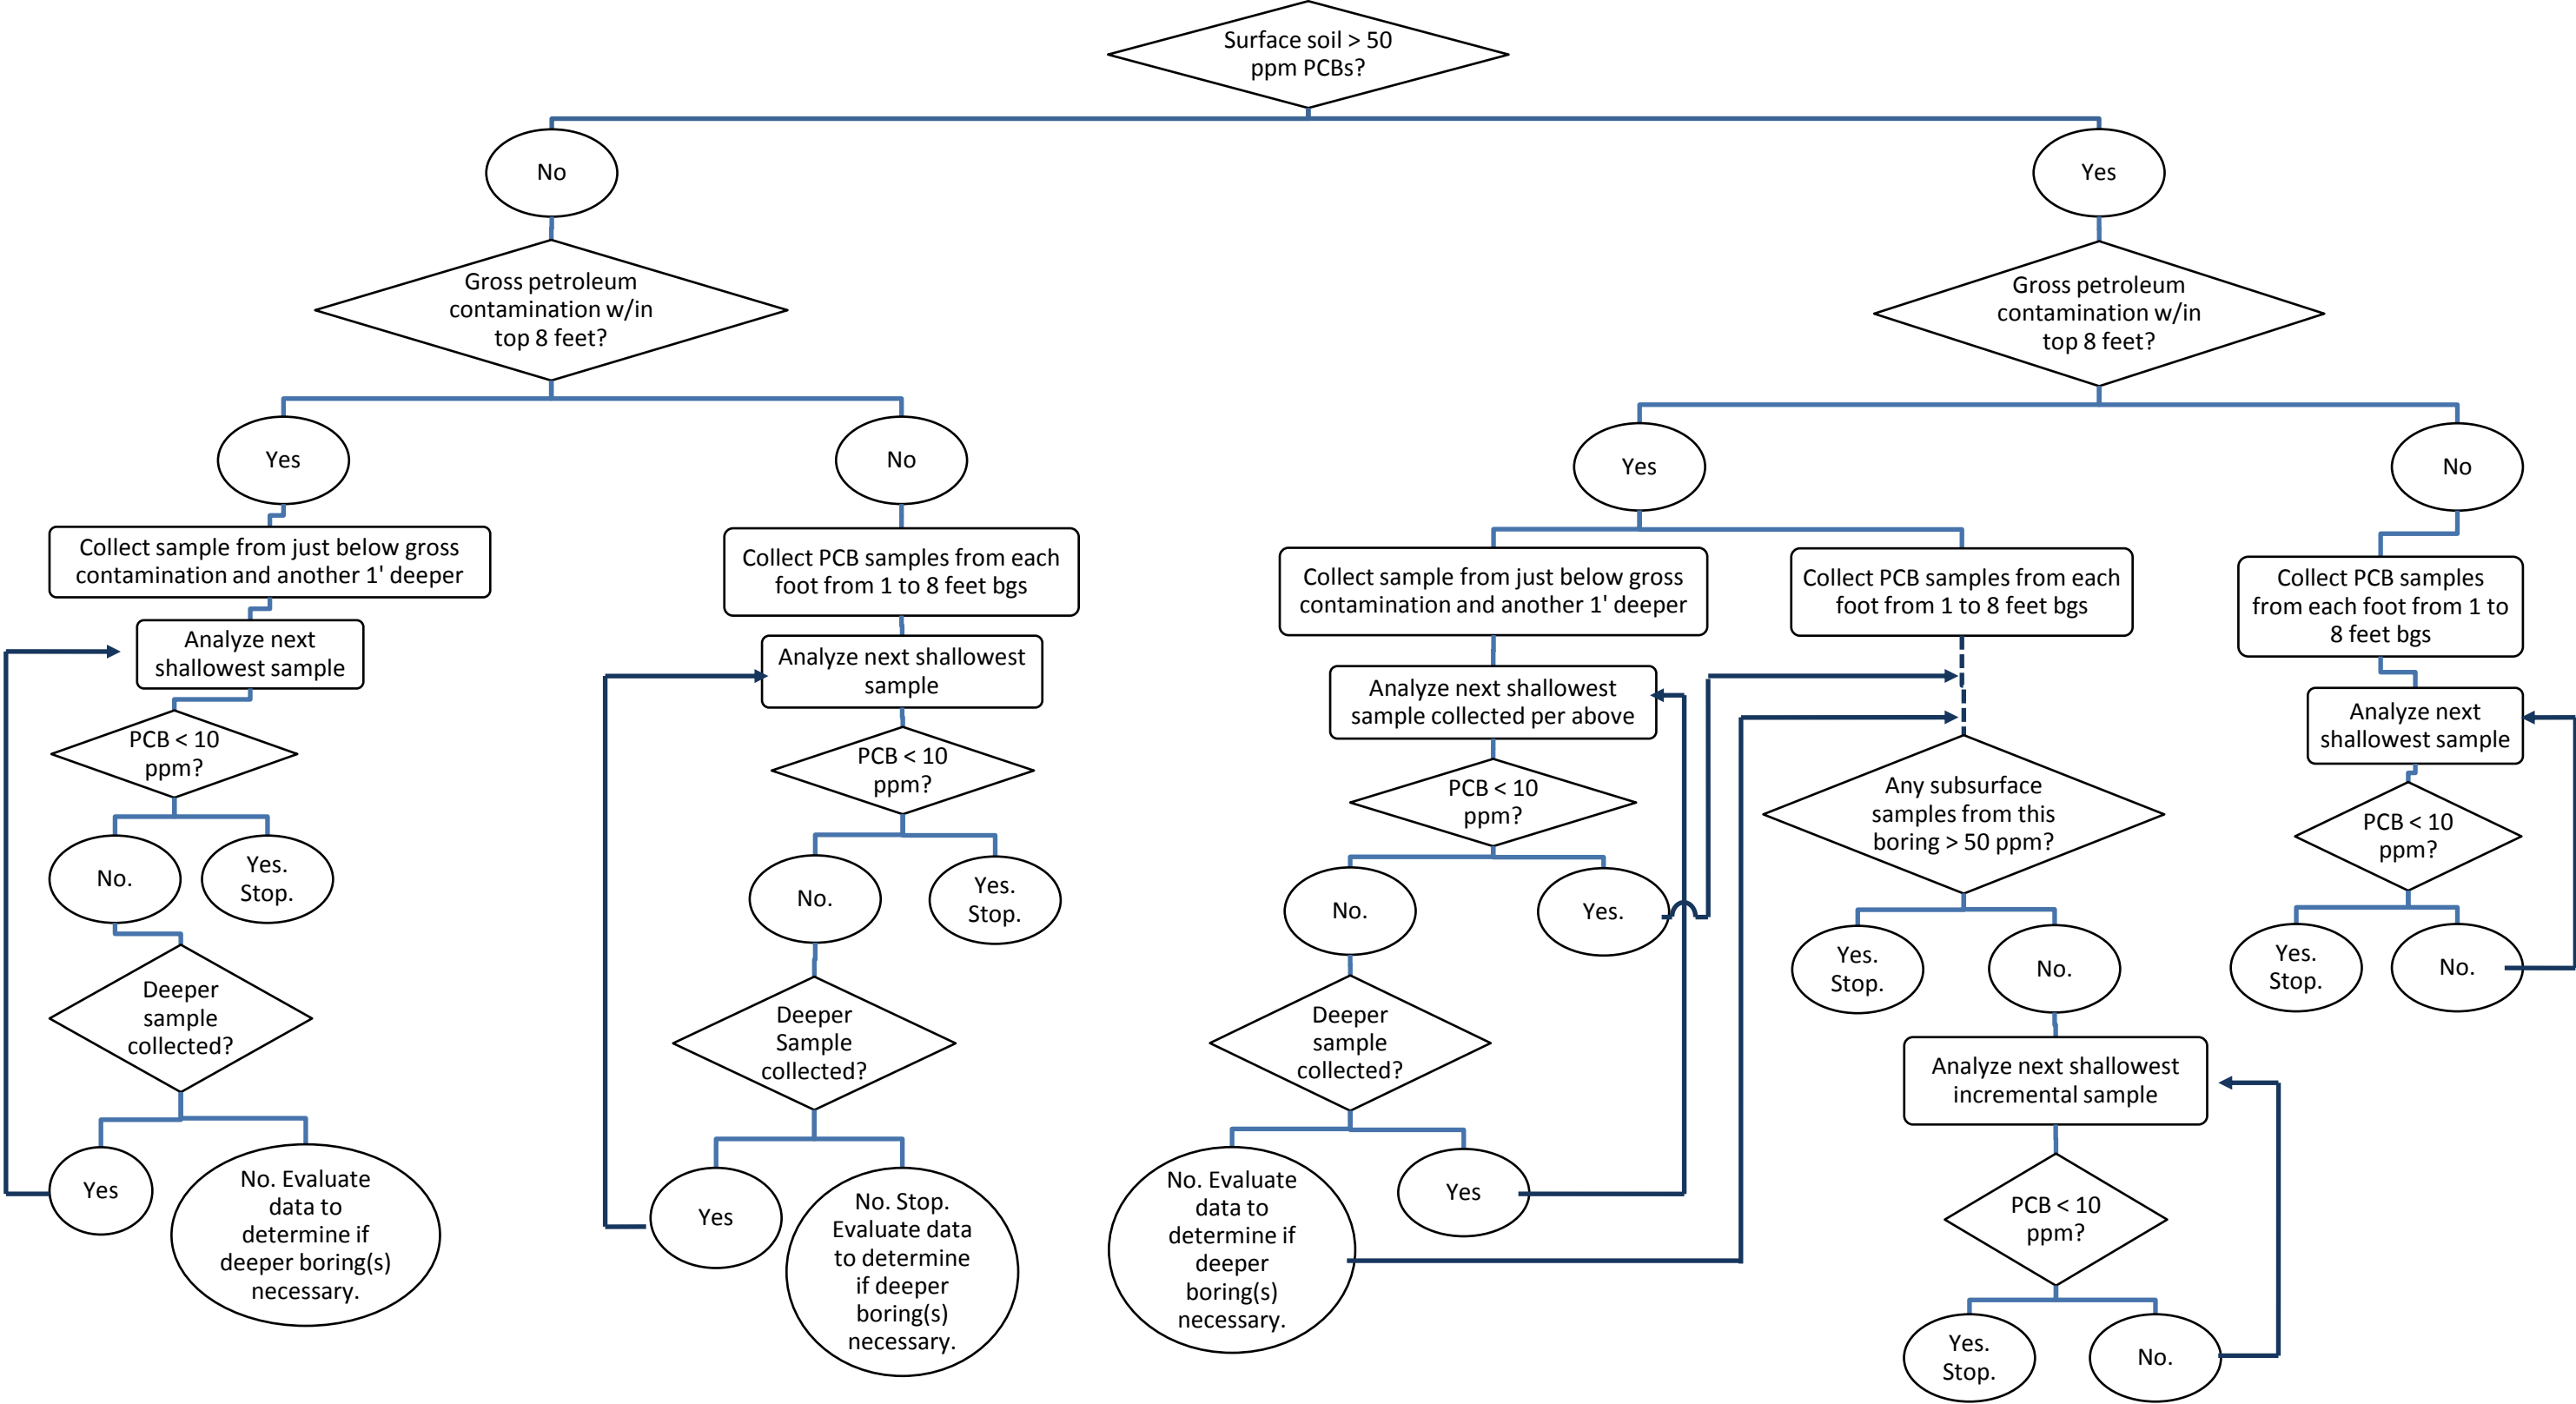 Surface soil > 50
ppm PCBs?
No
Yes
Gross petroleum
contamination w/in
top 8 feet?
Gross petroleum
contamination w/in
top 8 feet?
Yes
No
Yes
No
Collect sample from just below gross
contamination and another 1' deeper
Collect PCB samples from each
foot from 1 to 8 feet bgs
Collect sample from just below gross
contamination and another 1' deeper
Collect PCB samples from each
foot from 1 to 8 feet bgs
Collect PCB samples
from each foot from 1 to
8 feet bgs
Analyze next
shallowest sample
Analyze next shallowest
sample
Analyze next shallowest
sample collected per above
Analyze next
shallowest sample
PCB < 10
ppm?
PCB < 10
ppm?
PCB < 10
ppm?
Any subsurface
samples from this
boring > 50 ppm?
PCB < 10
ppm?
No.
Yes.
Stop.
No.
Yes.
Stop.
No.
Yes.
Yes.
Stop.
No.
Yes.
Stop.
No.
Deeper
sample
collected?
Deeper
Sample
collected?
Deeper
sample
collected?
Analyze next shallowest
incremental sample
Yes
No. Evaluate
data to
determine if
deeper boring(s)
necessary.
Yes
No. Stop.
Evaluate data
to determine
if deeper
boring(s)
necessary.
No. Evaluate
data to
determine if
deeper
boring(s)
necessary.
Yes
PCB < 10
ppm?
Yes.
Stop.
No.